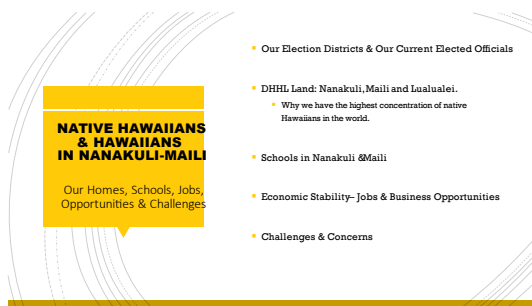 NATIVE HAWAIIANS
& HAWAIIANS
IN NANAKULI-MAILI
Our Homes, Schools, Jobs,
Opportunities & Challenges
Our Election Districts & Our Current Elected Officials
DHHL Land: Nanakuli, Maili and Lualualei.
Why we have the highest concentration of native
Hawaiians in the world.
Schools in Nanakuli &Maili
Economic Stability– Jobs & Business Opportunities
Challenges & Concerns